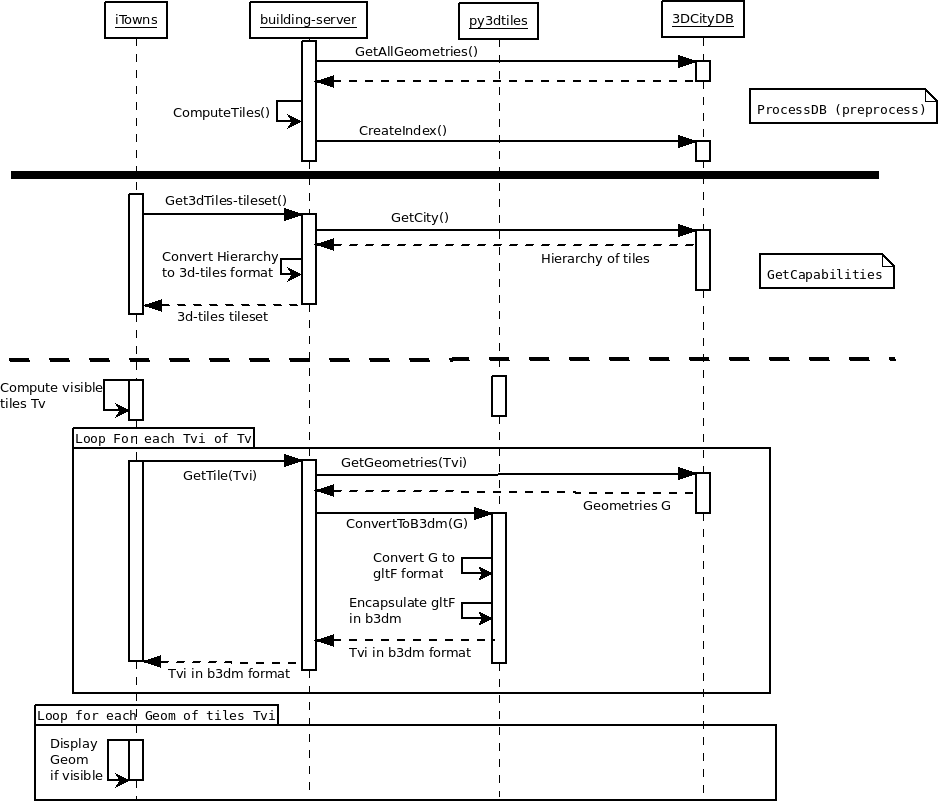 iTowns
building-server
py3dtiles
3DCityDB
GetAllGeometries()
ComputeTiles()
ProcessDB (preprocess)
CreateIndex()
Get3dTiles-tileset()
GetCity()
Convert Hierarchy
to 3d-tiles format
Hierarchy of tiles
GetCapabilities
3d-tiles tileset
Compute visible
tiles Tv
Loop For each Tvi of Tv
GetTile(Tvi)
GetGeometries(Tvi)
Geometries G
ConvertToB3dm(G)
Convert G to
gltF format
Encapsulate gltF
in b3dm
Tvi in b3dm format
Tvi in b3dm format
Loop for each Geom of tiles Tvi
Display
Geom
if visible